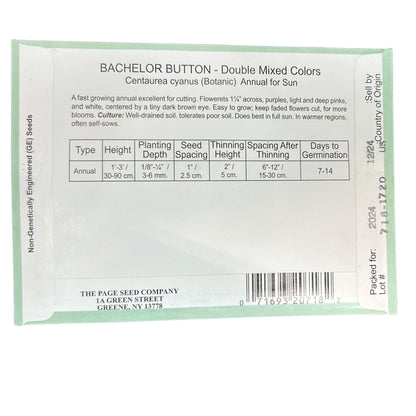 BACHELOR BUTTON - Double Mixed Colors
Centaurea cyanus (Botanic) Annual for Sun
A fast growing annual excellent for cutting. Flowerets 1¼" across, purples, light and deep pinks,
and white, centered by a tiny dark brown eye. Easy to grow; keep faded flowers cut, for more
blooms. Culture: Well-drained soil. tolerates poor soil. Does best in full sun. In warmer regions,
often self-sows.
Type Height Planting Depth Seed Spacing Thinning Height Spacing After Thinning Days to Germination
Annual 1'-3' / 30-90 cm. 1/8"-¼" / 3-6 mm. 1" / 2.5 cm. 2" / 5 cm. 6"-12" / 15-30 cm. 7-14
THE PAGE SEED COMPANY
1A GREEN STREET
GREENE, NY 13778
0 71693 20718 2
Non-Genetically Engineered (GE) Seeds
Packed for: 2024 12/24 :Sell by
Lot # 718-1720 US Country of Origin